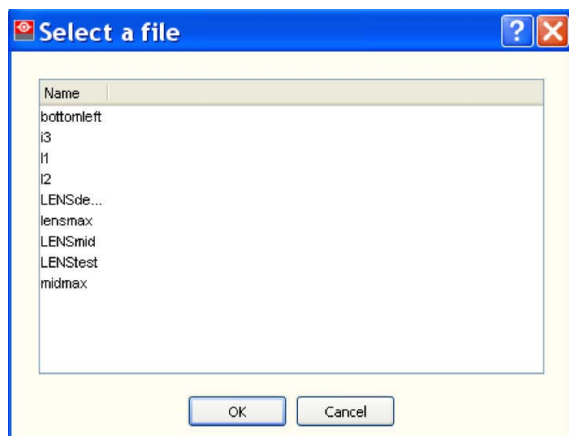 Select a file
Name
bottomleft
i3
l1
l2
LENSde...
lensmax
LENSmid
LENStest
midmax
OK Cancel